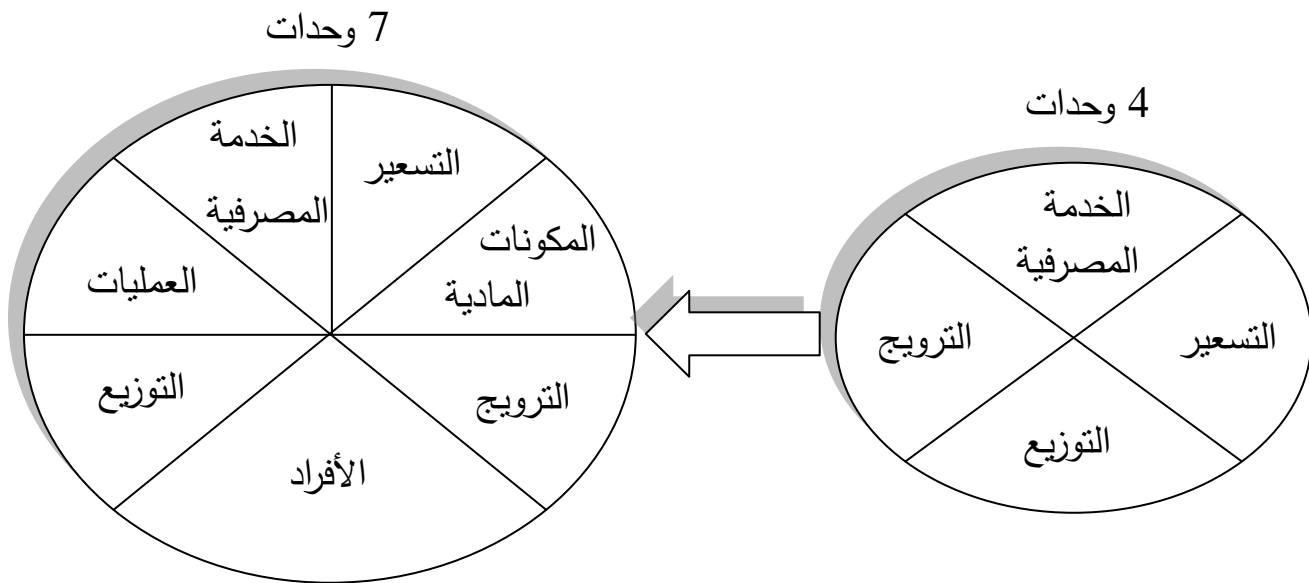 7 وحدات
4 وحدات
الخدمة
المصرفية
التسعير
المكونات
المادية
العمليات
التوزيع
الأفراد
الترويج
الخدمة
المصرفية
التسعير
الترويج
التوزيع